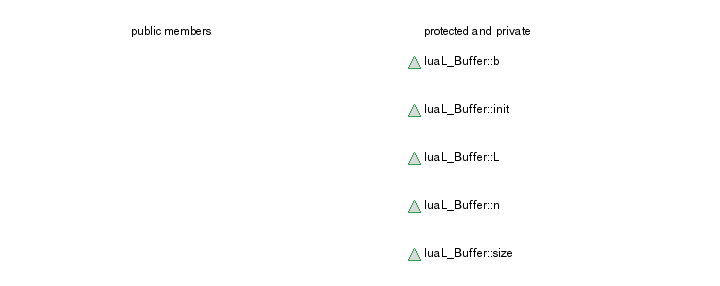 public members
protected and private
luaL_Buffer::b
luaL_Buffer::init
luaL_Buffer::L
luaL_Buffer::n
luaL_Buffer::size